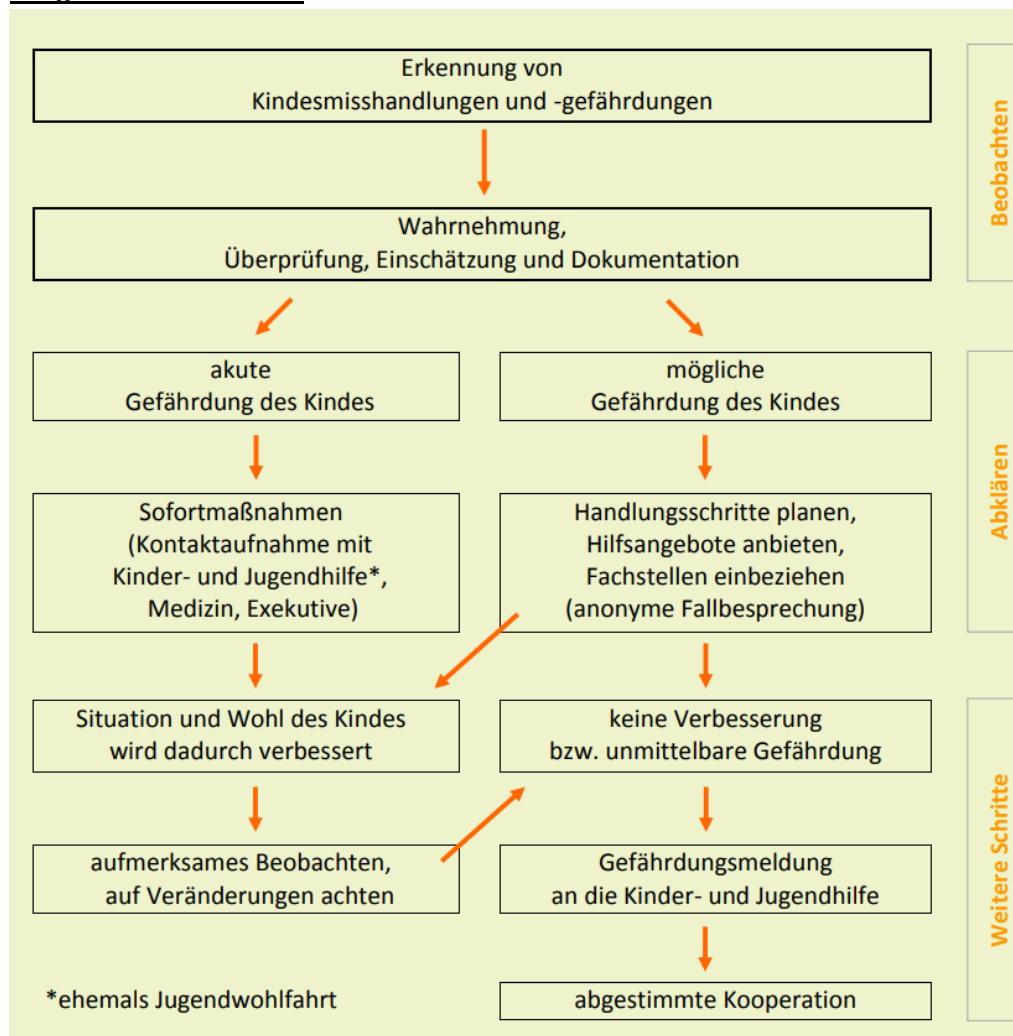 Erkennung von
Kindesmisshandlungen und -gefährdungen
Beobachten
Wahrnehmung,
Überprüfung, Einschätzung und Dokumentation
akute
Gefährdung des Kindes
mögliche
Gefährdung des Kindes
Abklären
Sofortmaßnahmen
(Kontaktaufnahme mit
Kinder- und Jugendhilfe*,
Medizin, Exekutive)
Handlungsschritte planen,
Hilfsangebote anbieten,
Fachstellen einbeziehen
(anonyme Fallbesprechung)
Situation und Wohl des Kindes
wird dadurch verbessert
keine Verbesserung
bzw. unmittelbare Gefährdung
Weitere Schritte
aufmerksames Beobachten,
auf Veränderungen achten
Gefährdungsmeldung
an die Kinder- und Jugendhilfe
*ehemals Jugendwohlfahrt
abgestimmte Kooperation